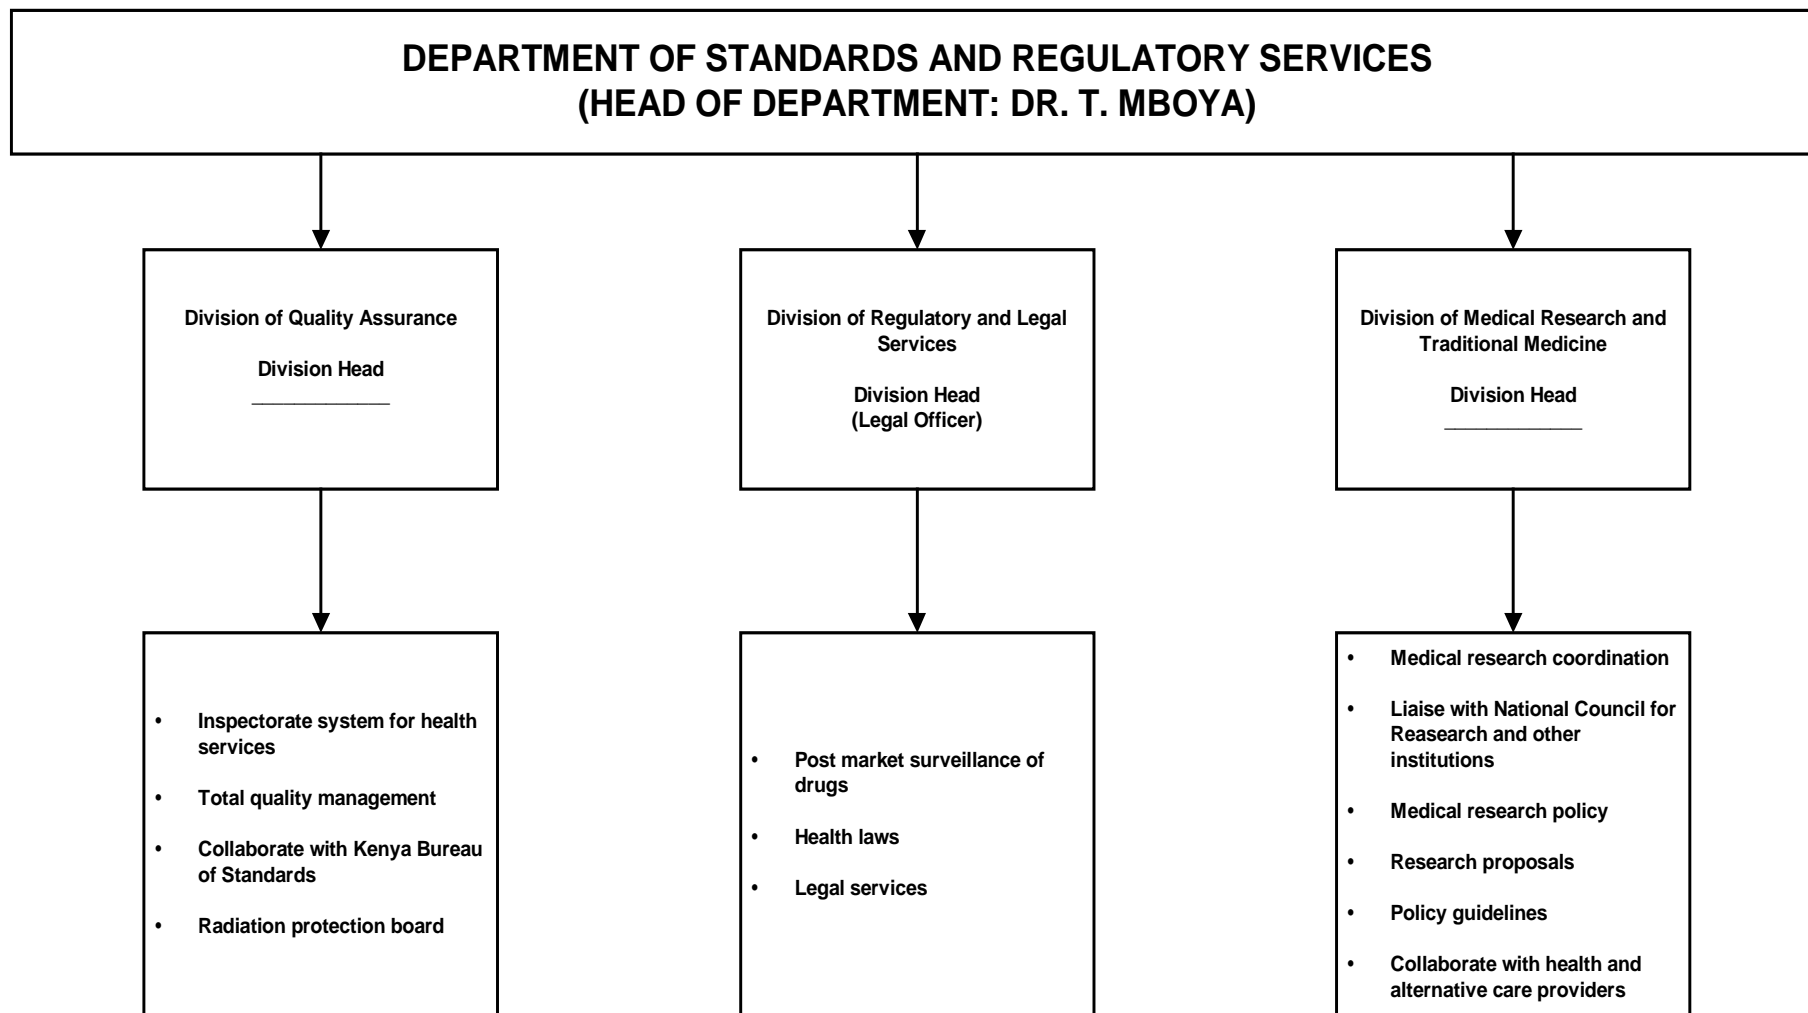 DEPARTMENT OF STANDARDS AND REGULATORY SERVICES
(HEAD OF DEPARTMENT: DR. T. MBOYA)
Division of Quality Assurance
Division Head
_____________
Division of Regulatory and Legal
Services
Division Head
(Legal Officer)
Division of Medical Research and
Traditional Medicine
Division Head
_____________
• Inspectorate system for health
services
• Total quality management
• Collaborate with Kenya Bureau
of Standards
• Radiation protection board
• Post market surveillance of
drugs
• Health laws
• Legal services
• Medical research coordination
• Liaise with National Council for
Reasearch and other
institutions
• Medical research policy
• Research proposals
• Policy guidelines
• Collaborate with health and
alternative care providers